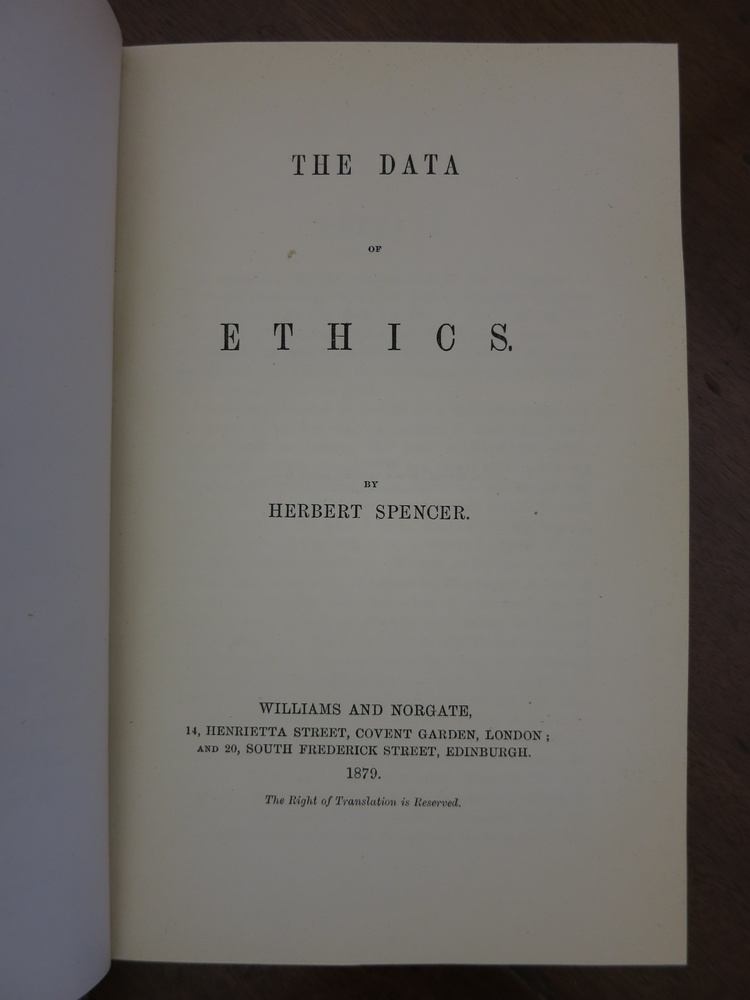 THE DATA
OF
ETHICS.
BY
HERBERT SPENCER.
WILLIAMS AND NORGATE,
14, HENRIETTA STREET, COVENT GARDEN, LONDON;
AND 20, SOUTH FREDERICK STREET, EDINBURGH.
1879.
The Right of Translation is Reserved.